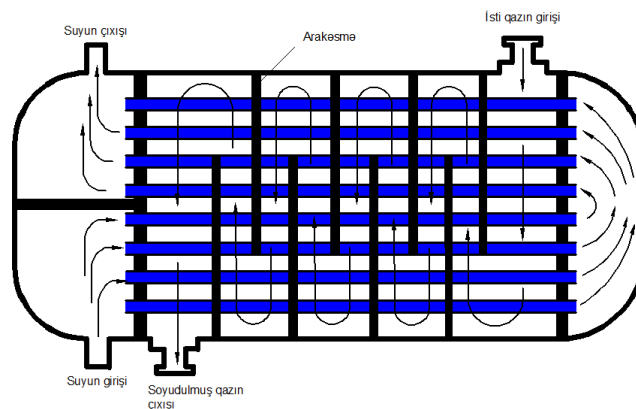 Suyun çıxışı
Arakəsmə
İsti qazın girişi
Suyun girişi
Soyudulmuş qazın
çıxışı